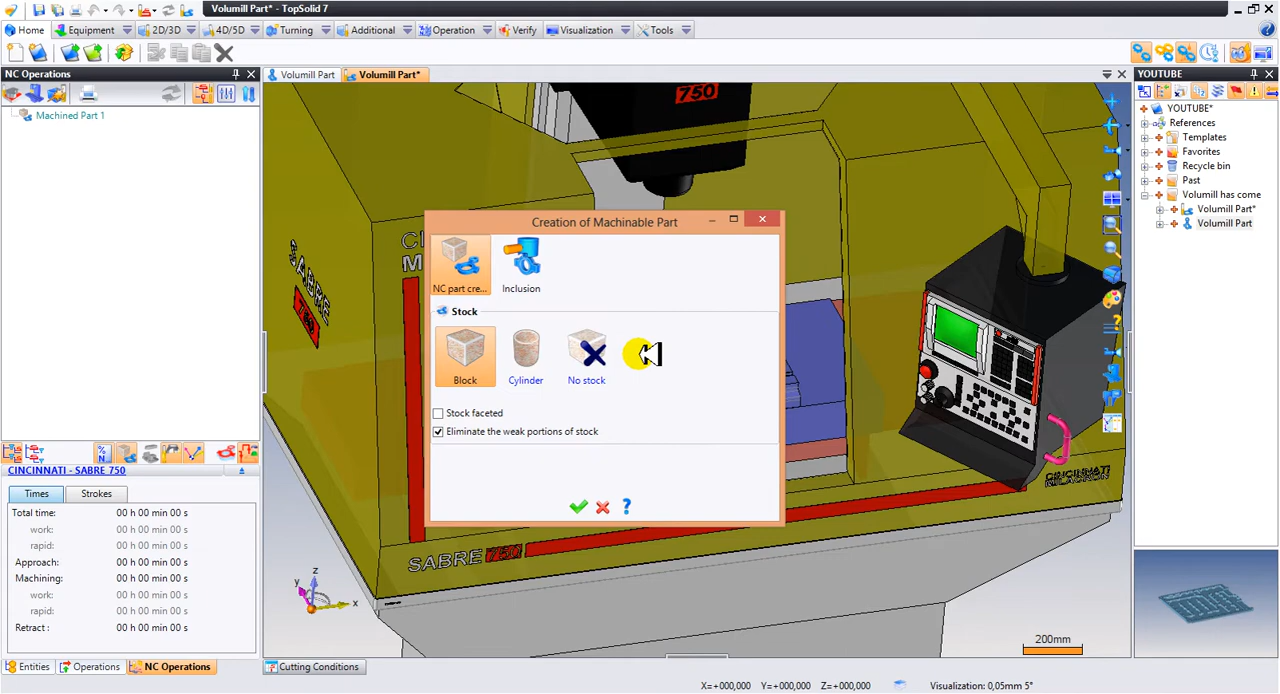 Volumill Part* - TopSolid 7
Home Equipment 2D/3D 4D/5D Turning Additional Operation Verify Visualization Tools
NC Operations
Volumill Part Volumill Part*
YOUTUBE
Machined Part 1
YOUTUBE*
References
Templates
Favorites
Recycle bin
Past
Volumill has come
Volumill Part*
Volumill Part
750
SABRE
750
Creation of Machinable Part
NC part cre...
Inclusion
Stock
Block
Cylinder
No stock
Stock faceted
Eliminate the weak portions of stock
CINCINNATI
MILACRON
SABRE 750
CINCINNATI - SABRE 750
Times Strokes
Total time: 00 h 00 min 00 s
work: 00 h 00 min 00 s
rapid: 00 h 00 min 00 s
Approach: 00 h 00 min 00 s
Machining: 00 h 00 min 00 s
work: 00 h 00 min 00 s
rapid: 00 h 00 min 00 s
Retract : 00 h 00 min 00 s
z
y
x
200mm
Entities Operations NC Operations
Cutting Conditions
X=+000,000 Y=+000,000 Z=+000,000 Visualization: 0,05mm 5°